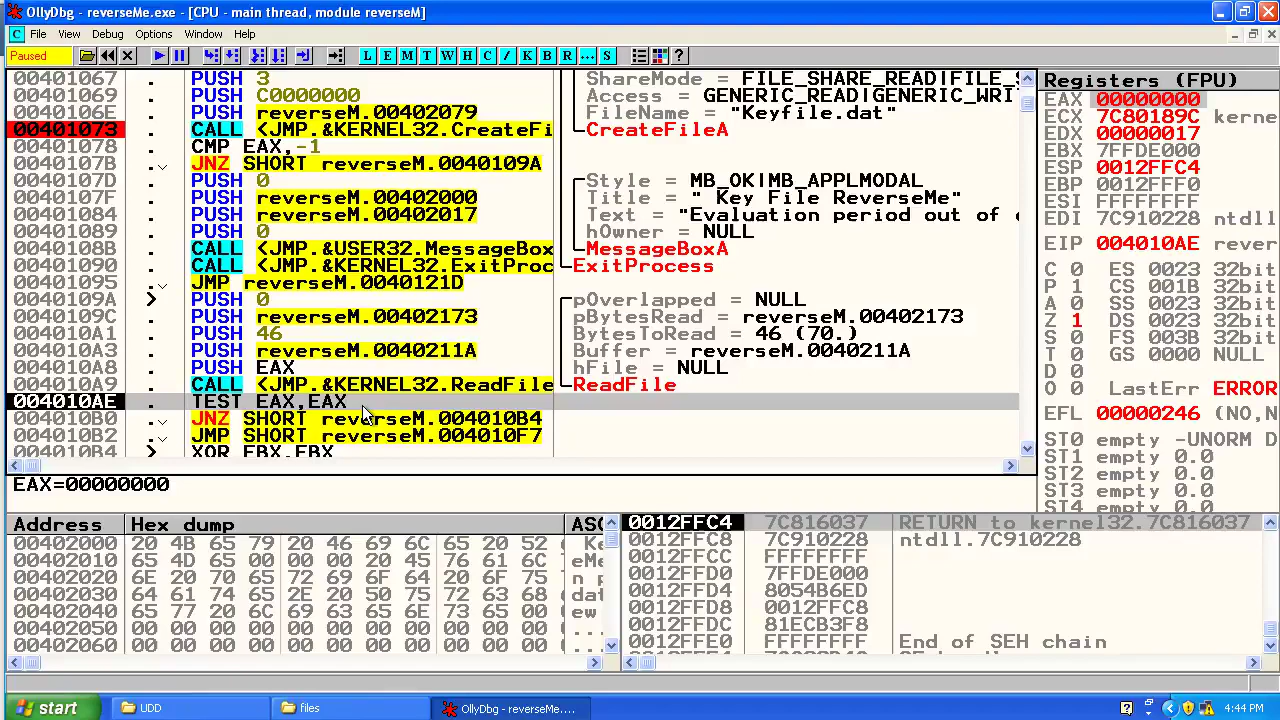 OllyDbg - reverseMe.exe - [CPU - main thread, module reverseM]
C File View Debug Options Window Help
Paused L E M T W H C / K B R ... S ?
00401067 . PUSH 3 ShareMode = FILE_SHARE_READ|FILE_S
00401069 . PUSH C0000000 Access = GENERIC_READ|GENERIC_WRI
0040106E . PUSH reverseM.00402079 FileName = "Keyfile.dat"
00401073 . CALL <JMP.&KERNEL32.CreateFi CreateFileA
00401078 . CMP EAX,-1
0040107B . JNZ SHORT reverseM.0040109A
0040107D . PUSH 0 Style = MB_OK|MB_APPLMODAL
0040107F . PUSH reverseM.00402000 Title = " Key File ReverseMe"
00401084 . PUSH reverseM.00402017 Text = "Evaluation period out of
00401089 . PUSH 0 hOwner = NULL
0040108B . CALL <JMP.&USER32.MessageBox MessageBoxA
00401090 . CALL <JMP.&KERNEL32.ExitProc ExitProcess
00401095 . JMP reverseM.0040121D
0040109A > PUSH 0 pOverlapped = NULL
0040109C . PUSH reverseM.00402173 pBytesRead = reverseM.00402173
004010A1 . PUSH 46 BytesToRead = 46 (70.)
004010A3 . PUSH reverseM.0040211A Buffer = reverseM.0040211A
004010A8 . PUSH EAX hFile = NULL
004010A9 . CALL <JMP.&KERNEL32.ReadFile ReadFile
004010AE . TEST EAX,EAX
004010B0 . JNZ SHORT reverseM.004010B4
004010B2 . JMP SHORT reverseM.004010F7
004010B4 > XOR EBX,EBX
EAX=00000000
Registers (FPU)
EAX 00000000
ECX 7C80189C kerne
EDX 00000017
EBX 7FFDE000
ESP 0012FFC4
EBP 0012FFF0
ESI FFFFFFFF
EDI 7C910228 ntdl
EIP 004010AE rever
C 0 ES 0023 32bit
P 1 CS 001B 32bit
A 0 SS 0023 32bit
Z 1 DS 0023 32bit
S 0 FS 003B 32bit
T 0 GS 0000 NULL
D 0
O 0 LastErr ERROR
EFL 00000246 (NO,N
ST0 empty -UNORM D
ST1 empty 0.0
ST2 empty 0.0
ST3 empty 0.0
ST4 empty 0.0
Address Hex dump ASC
00402000 20 4B 65 79 20 46 69 6C 65 20 52 Ke
00402010 65 4D 65 00 00 00 20 45 76 61 6C eMe
00402020 6E 20 70 65 72 69 6F 64 20 6F 75 n p
00402030 64 61 74 65 2E 20 50 75 72 63 68 dat
00402040 65 77 20 6C 69 63 65 6E 73 65 00 ew
00402050 00 00 00 00 00 00 00 00 00 00 00 ...
00402060 00 00 00 00 00 00 00 00 00 00 00 ...
0012FFC4 7C816037 RETURN to kernel32.7C816037
0012FFC8 7C910228 ntdll.7C910228
0012FFCC FFFFFFFF
0012FFD0 7FFDE000
0012FFD4 8054B6ED
0012FFD8 0012FFC8
0012FFDC 81ECB3F8
0012FFE0 FFFFFFFF End of SEH chain
start UDD files OllyDbg - reverseMe.... 4:44 PM